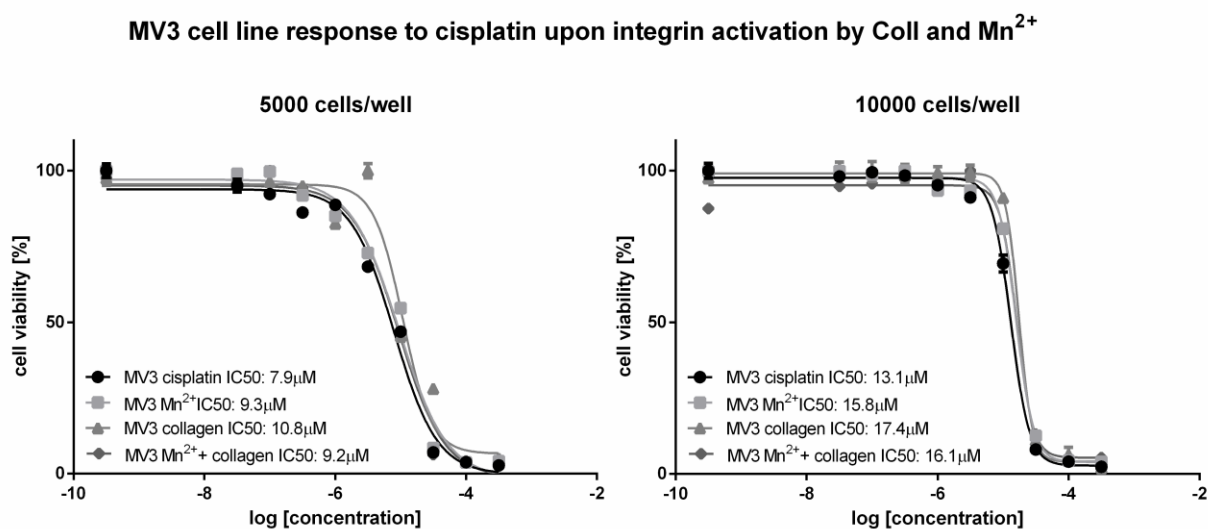 MV3 cell line response to cisplatin upon integrin activation by Coll and Mn²⁺
5000 cells/well
100
50
0
cell viability [%]
MV3 cisplatin IC50: 7.9µM
MV3 Mn²⁺IC50: 9.3µM
MV3 collagen IC50: 10.8µM
MV3 Mn²⁺+ collagen IC50: 9.2µM
-10 -8 -6 -4 -2
log [concentration]
10000 cells/well
100
50
0
cell viability [%]
MV3 cisplatin IC50: 13.1µM
MV3 Mn²⁺IC50: 15.8µM
MV3 collagen IC50: 17.4µM
MV3 Mn²⁺+ collagen IC50: 16.1µM
-10 -8 -6 -4 -2
log [concentration]